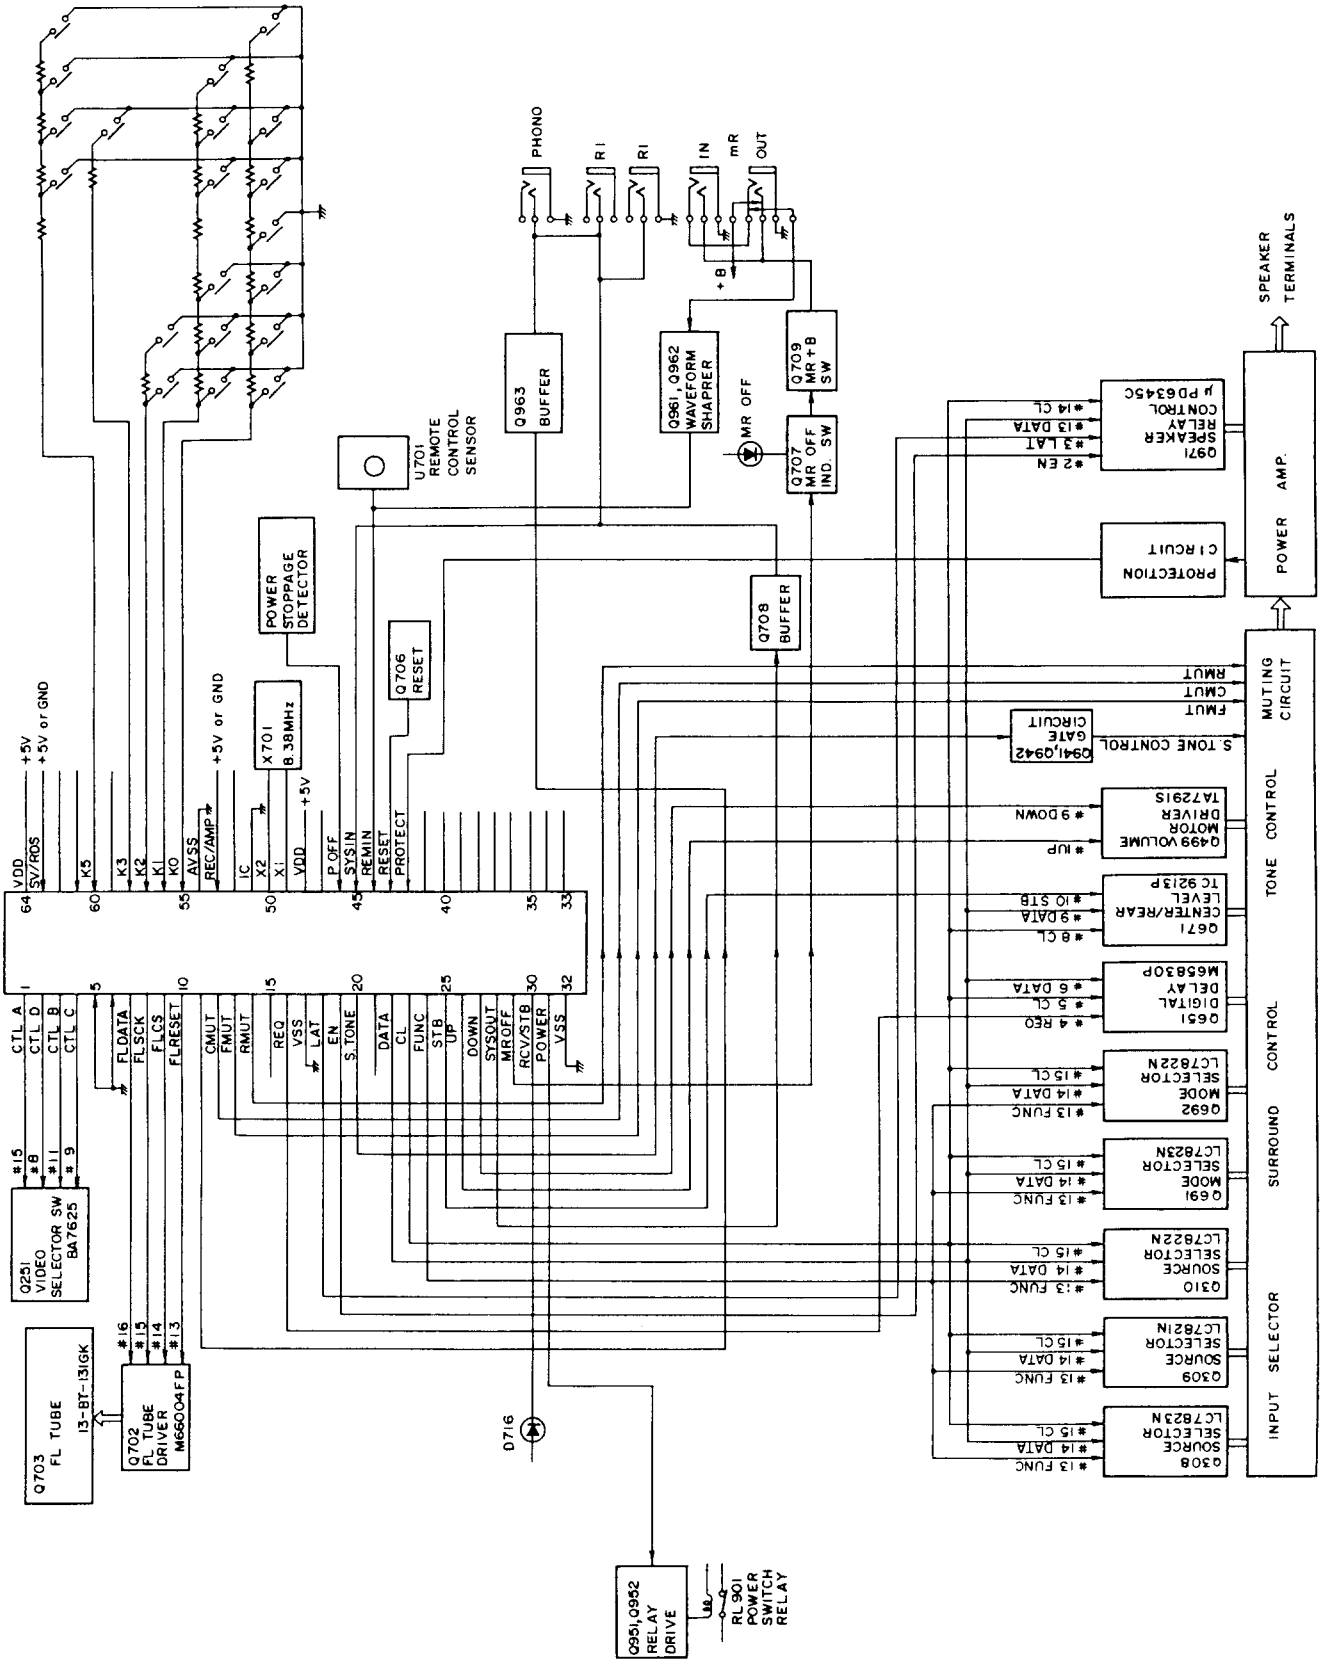 PHONO
RI
RI
IN
mR
OUT
+B
SPEAKER
TERMINALS
Q963
BUFFER
Q961, Q962
WAVEFORM
SHAPRER
Q709
MR+B
SW
MR OFF
Q707
MR OFF
IND. SW
U701
REMOTE
CONTROL
SENSOR
#14 CL
#13 DATA
#3 LAT
#2 EN
Q971
SPEAKER
RELAY
CONTROL
μPD6345C
POWER AMP.
PROTECTION
CIRCUIT
POWER
STOPPAGE
DETECTOR
Q706
RESET
Q708
BUFFER
X701
8.38MHz
+5V
+5V or GND
+5V or GND
+5V
64 VDD
SV/RDS
60 K5
K3
K2
K1
55 K0
AVSS
REC/AMP
IC
50 X2
X1
VDD
P.OFF
45 SYSIN
REMIN
RESET
PROTECT
40
35
33
1
5
10
15
20
25
30
32
CTL A
CTL D
CTL B
CTL C
FLDATA
FLSCK
FLCS
FLRESET
CMUT
FMUT
RMUT
REQ
VSS
LAT
EN
S.TONE
DATA
CL
FUNC
STB
UP
DOWN
SYSOUT
MROFF
RCV/STB
POWER
VSS
#15
#8
#11
#9
Q251
VIDEO
SELECTOR SW
BA7625
Q703
FL TUBE
13-BT-131GK
#16
#15
#14
#13
Q702
FL TUBE
DRIVER
M66004FP
D716
Q951, Q952
RELAY
DRIVE
RL901
POWER
SWITCH
RELAY
RMUT
CMUT
FMUT
MUTING
CIRCUIT
Q941,Q942
GATE
CIRCUIT
S.TONE CONTROL
#9 DOWN
#1UP
Q499 VOLUME
MOTOR
DRIVER
TA7291S
#10 STB
#9 DATA
#8 CL
Q671
CENTER/REAR
LEVEL
TC9213P
#6 DATA
#5 CL
#4 REQ
Q651
DIGITAL
DELAY
M65830P
#15 CL
#14 DATA
#13 FUNC
Q692
MODE
SELECTOR
LC7822N
#15 CL
#14 DATA
#13 FUNC
Q691
MODE
SELECTOR
LC7823N
#15 CL
#14 DATA
#13 FUNC
Q310
SOURCE
SELECTOR
LC7822N
#15 CL
#14 DATA
#13 FUNC
Q309
SOURCE
SELECTOR
LC7821N
#15 CL
#14 DATA
#13 FUNC
Q308
SOURCE
SELECTOR
LC7823N
INPUT SELECTOR SURROUND CONTROL TONE CONTROL